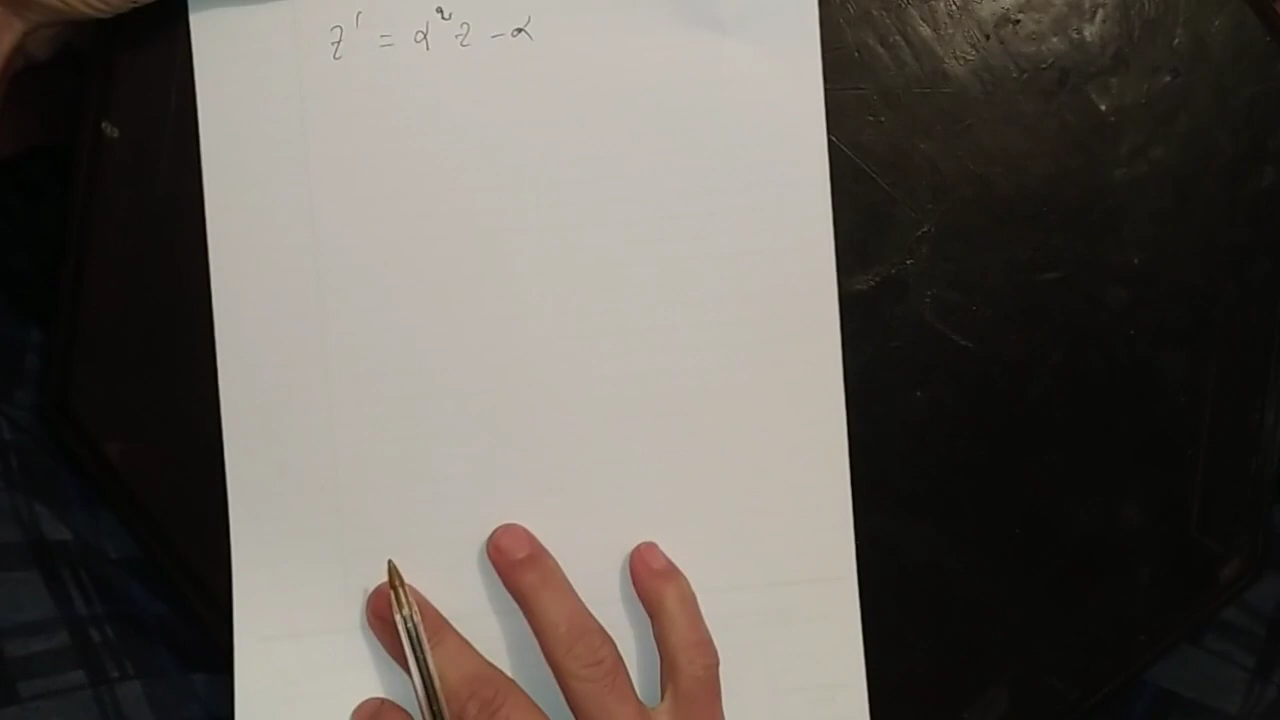 z' = α²z - α